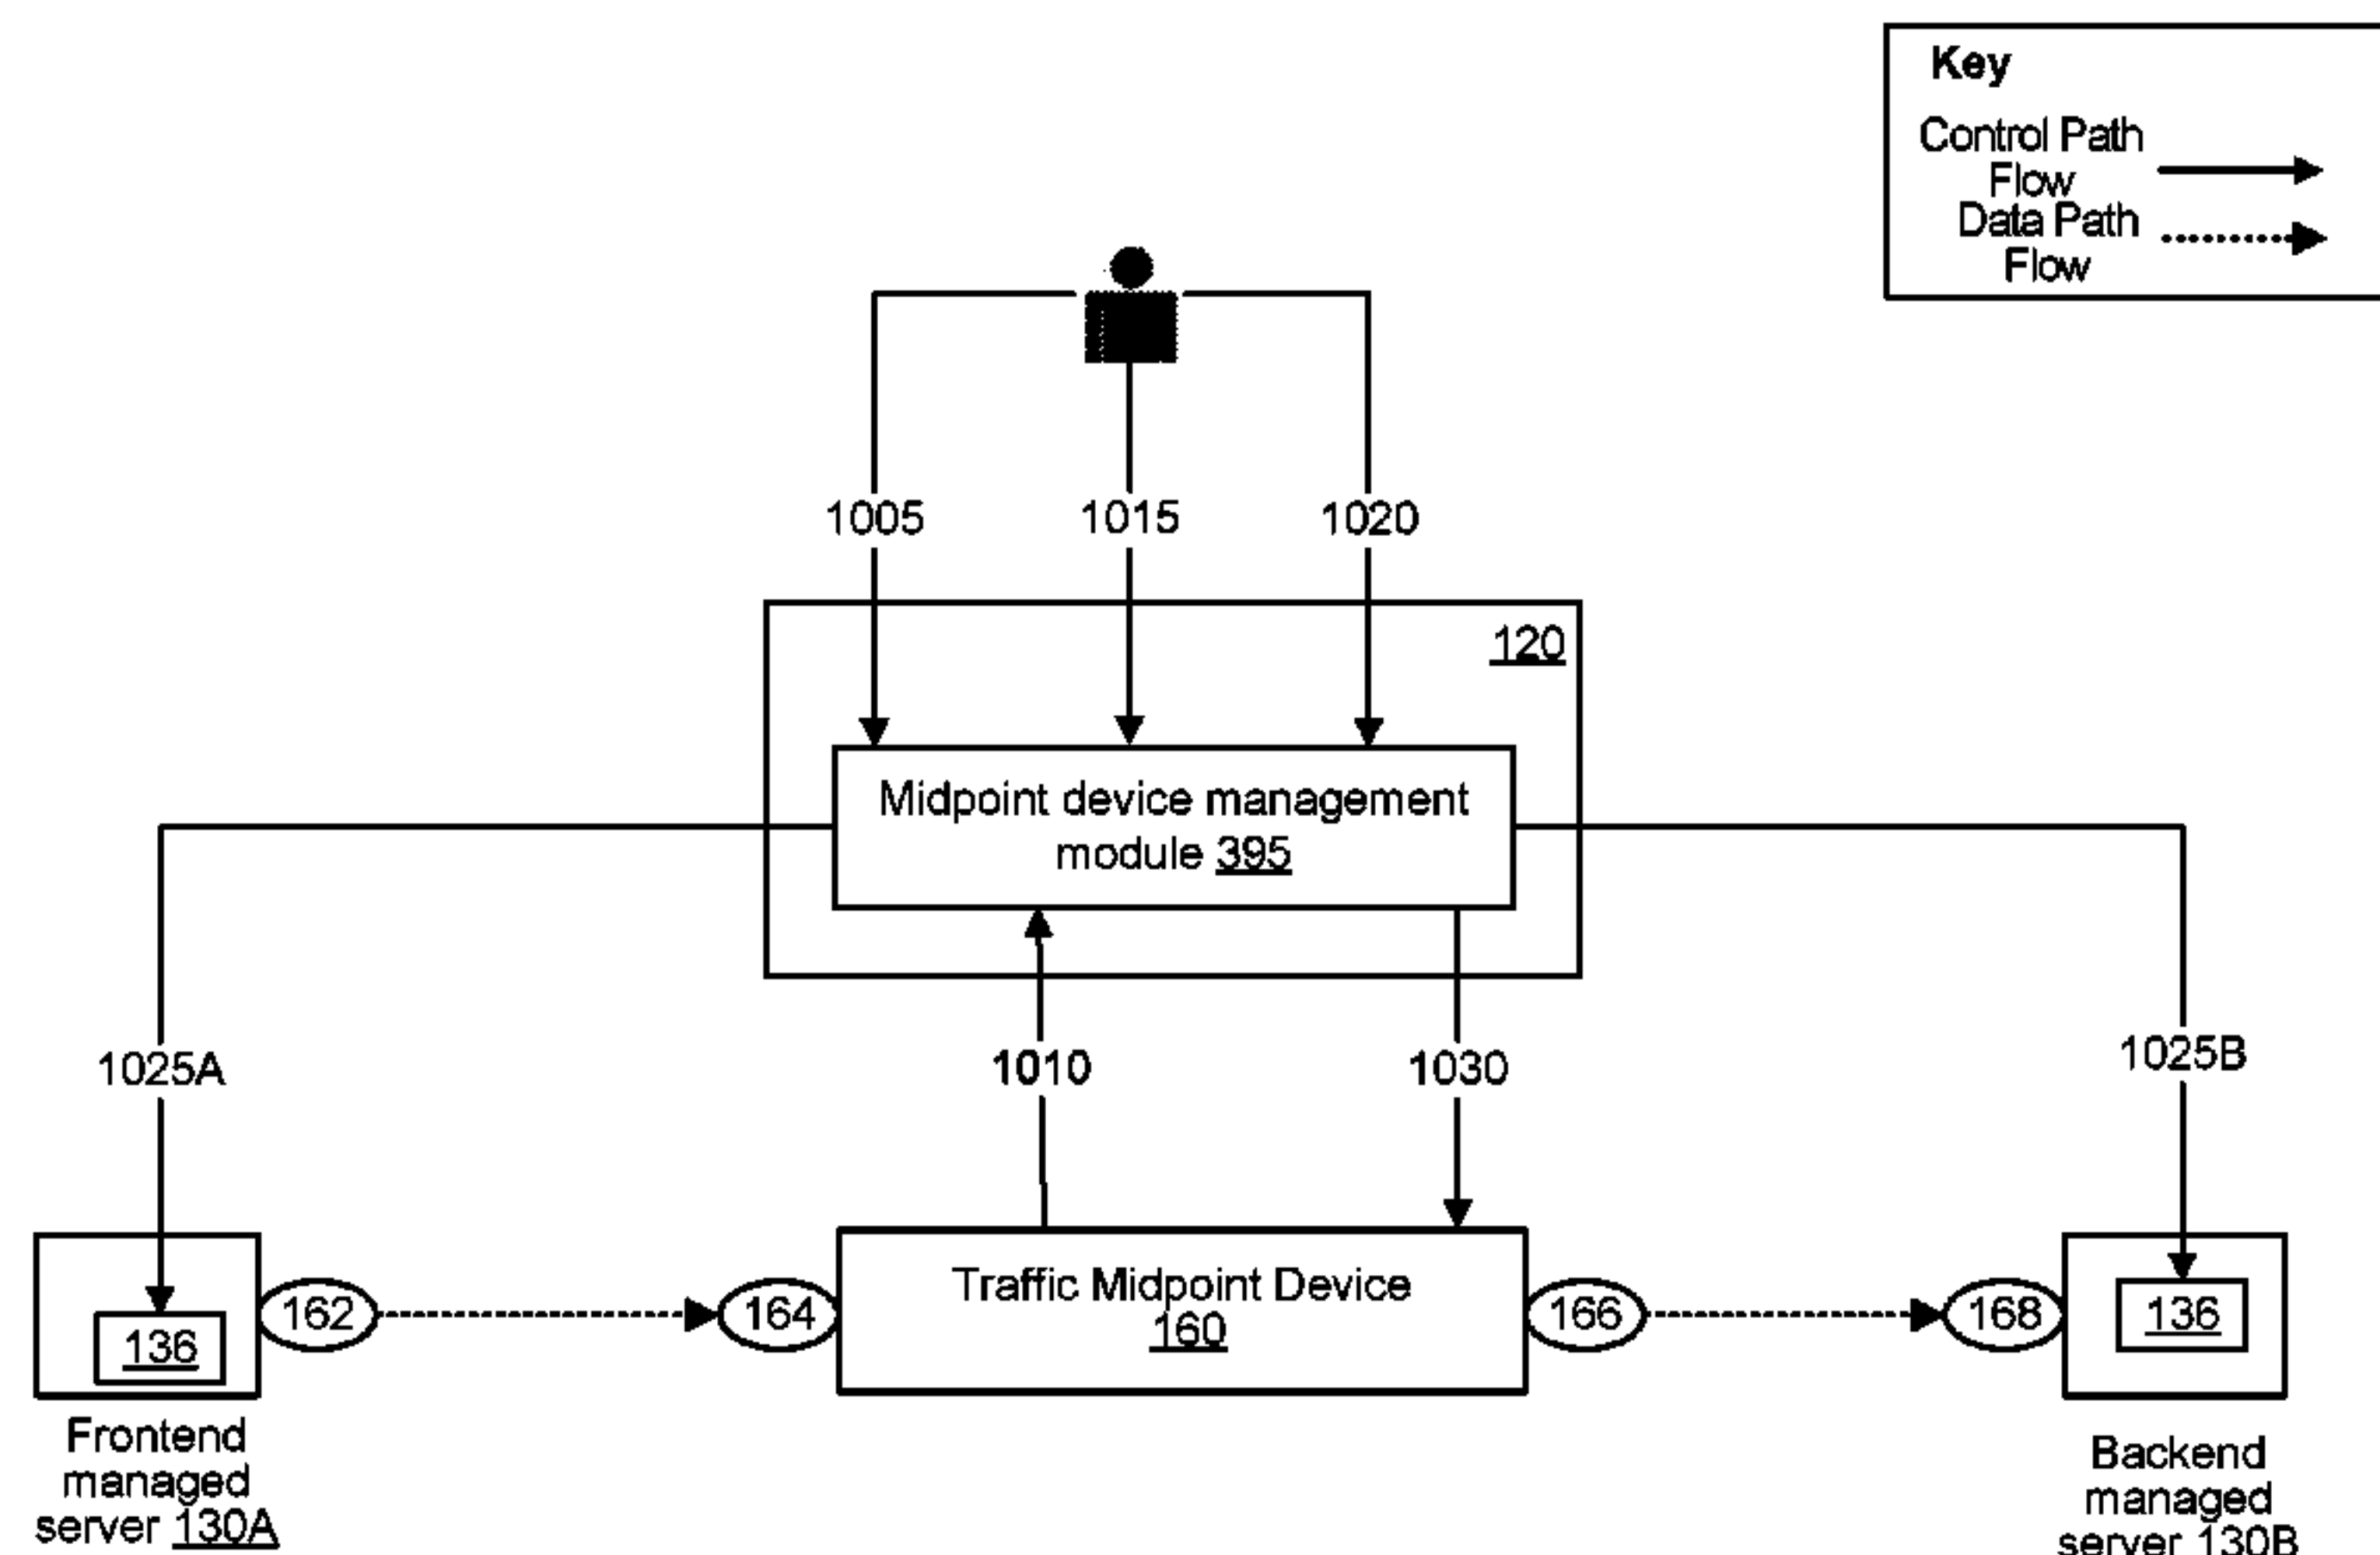 Key
Control Path
Flow
Data Path
Flow
1005
1015
1020
120
Midpoint device management
module 395
1025A
1010
1030
1025B
136
162
164
Traffic Midpoint Device
160
166
168
136
Frontend
managed
server 130A
Backend
managed
server 130B